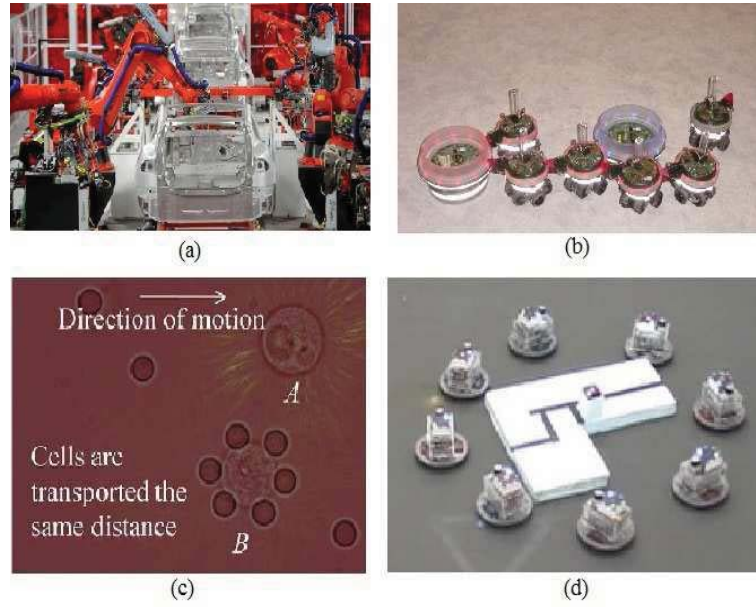 (a)
(b)
Direction of motion
A
Cells are
transported the
same distance
B
(c)
(d)